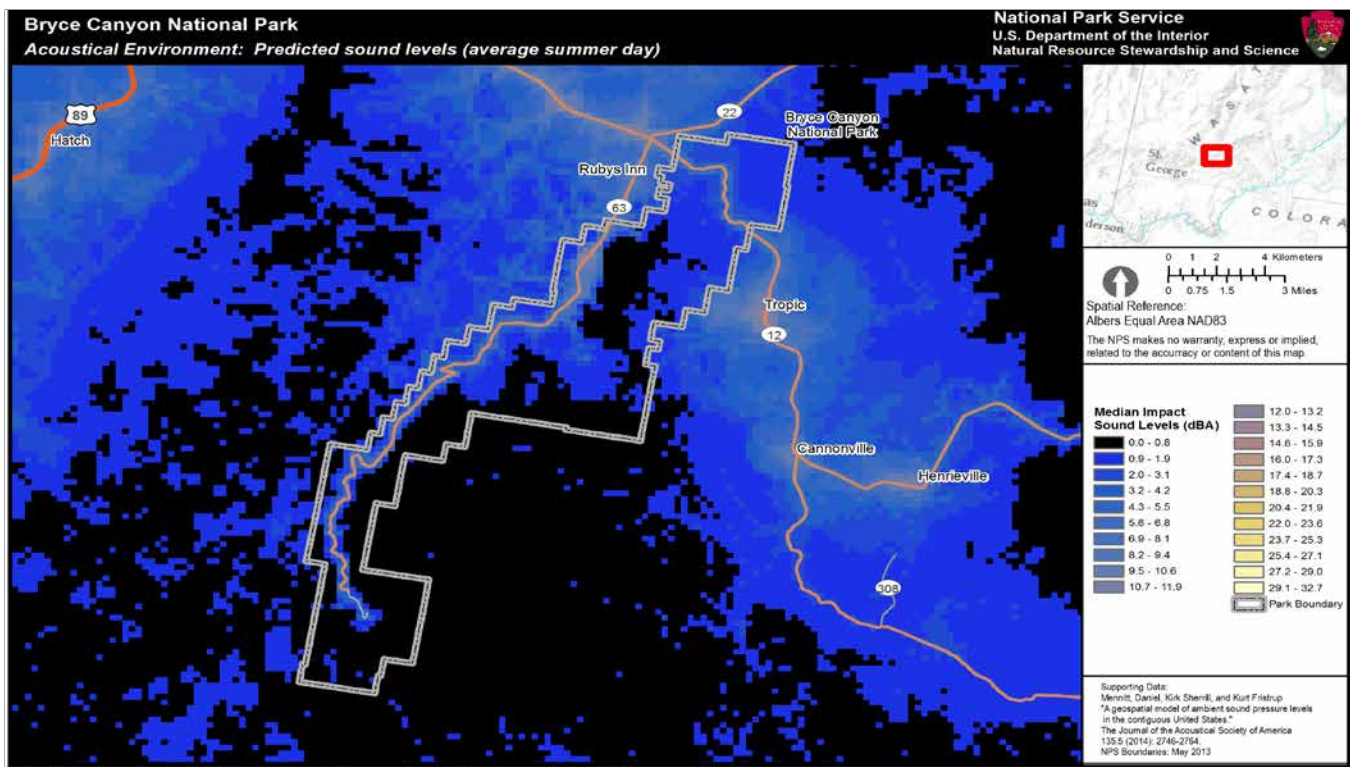 Bryce Canyon National Park
Acoustical Environment: Predicted sound levels (average summer day)
National Park Service
U.S. Department of the Interior
Natural Resource Stewardship and Science
89
Hatch
22
Bryce Canyon
National Park
Rubys Inn
63
Tropic
12
Cannonville
Henrieville
308
WASAT
St.
George
as
derson
COLORA
0 1 2 4 Kilometers
0 0.75 1.5 3 Miles
Spatial Reference:
Albers Equal Area NAD83
The NPS makes no warranty, express or implied,
related to the accurracy or content of this map
Median Impact
Sound Levels (dBA)
0.0 - 0.8
0.9 - 1.9
2.0 - 3.1
3.2 - 4.2
4.3 - 5.5
5.6 - 6.8
6.9 - 8.1
8.2 - 9.4
9.5 - 10.6
10.7 - 11.9
12.0 - 13.2
13.3 - 14.5
14.6 - 15.9
16.0 - 17.3
17.4 - 18.7
18.8 - 20.3
20.4 - 21.9
22.0 - 23.6
23.7 - 25.3
25.4 - 27.1
27.2 - 29.0
29.1 - 32.7
Park Boundary
Supporting Data:
Mennitt, Daniel, Kirk Sherrill, and Kurt Fristrup
"A geospatial model of ambient sound pressure levels
in the contiguous United States."
The Journal of the Acoustical Society of America
135.5 (2014): 2746-2764.
NPS Boundaries: May 2013